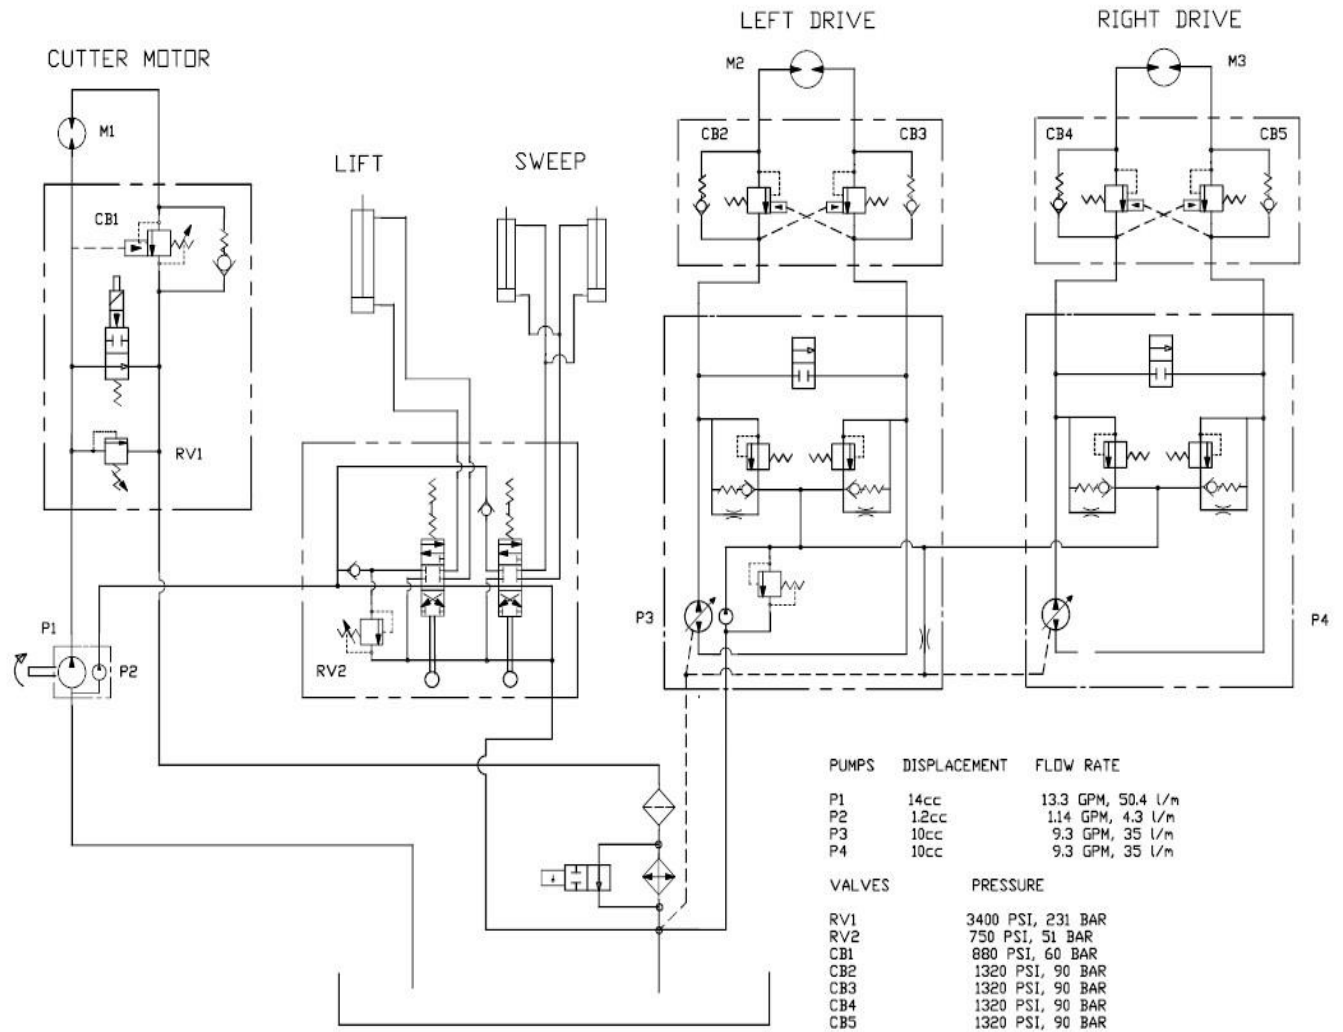 LEFT DRIVE
RIGHT DRIVE
CUTTER MOTOR
M2
M3
M1
CB2
CB3
CB4
CB5
LIFT
SWEEP
CB1
RV1
P1
P2
RV2
P3
P4
PUMPS DISPLACEMENT FLOW RATE
P1 14cc 13.3 GPM, 50.4 l/m
P2 1.2cc 1.14 GPM, 4.3 l/m
P3 10cc 9.3 GPM, 35 l/m
P4 10cc 9.3 GPM, 35 l/m
VALVES PRESSURE
RV1 3400 PSI, 231 BAR
RV2 750 PSI, 51 BAR
CB1 880 PSI, 60 BAR
CB2 1320 PSI, 90 BAR
CB3 1320 PSI, 90 BAR
CB4 1320 PSI, 90 BAR
CB5 1320 PSI, 90 BAR